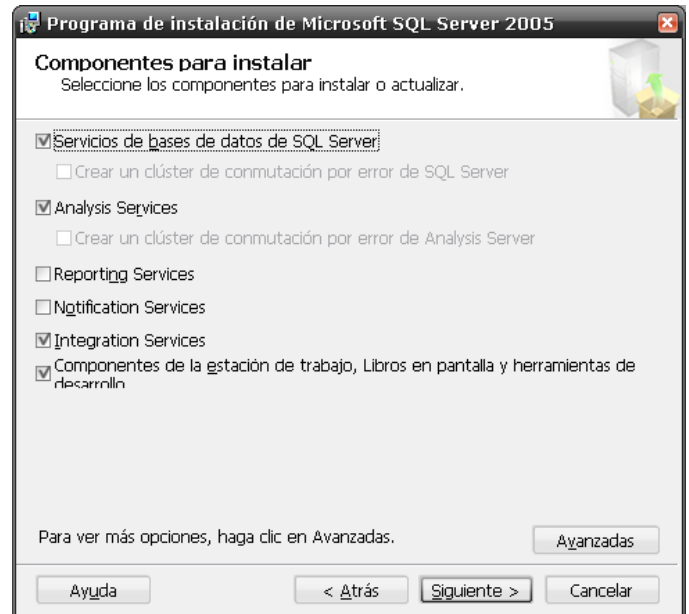 Programa de instalación de Microsoft SQL Server 2005
Componentes para instalar
Seleccione los componentes para instalar o actualizar.
Servicios de bases de datos de SQL Server
Crear un clúster de conmutación por error de SQL Server
Analysis Services
Crear un clúster de conmutación por error de Analysis Server
Reporting Services
Notification Services
Integration Services
Componentes de la estación de trabajo, Libros en pantalla y herramientas de
desarrollo
Para ver más opciones, haga clic en Avanzadas.
Avanzadas
Ayuda
< Atrás
Siguiente >
Cancelar